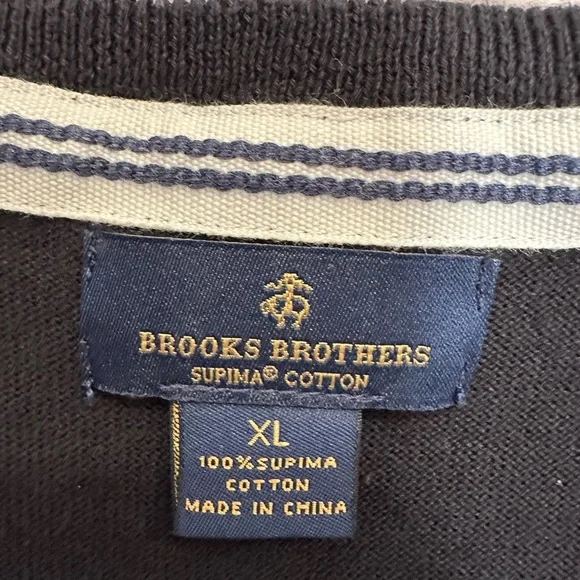 BROOKS BROTHERS
SUPIMA® COTTON
XL
100% SUPIMA
COTTON
MADE IN CHINA